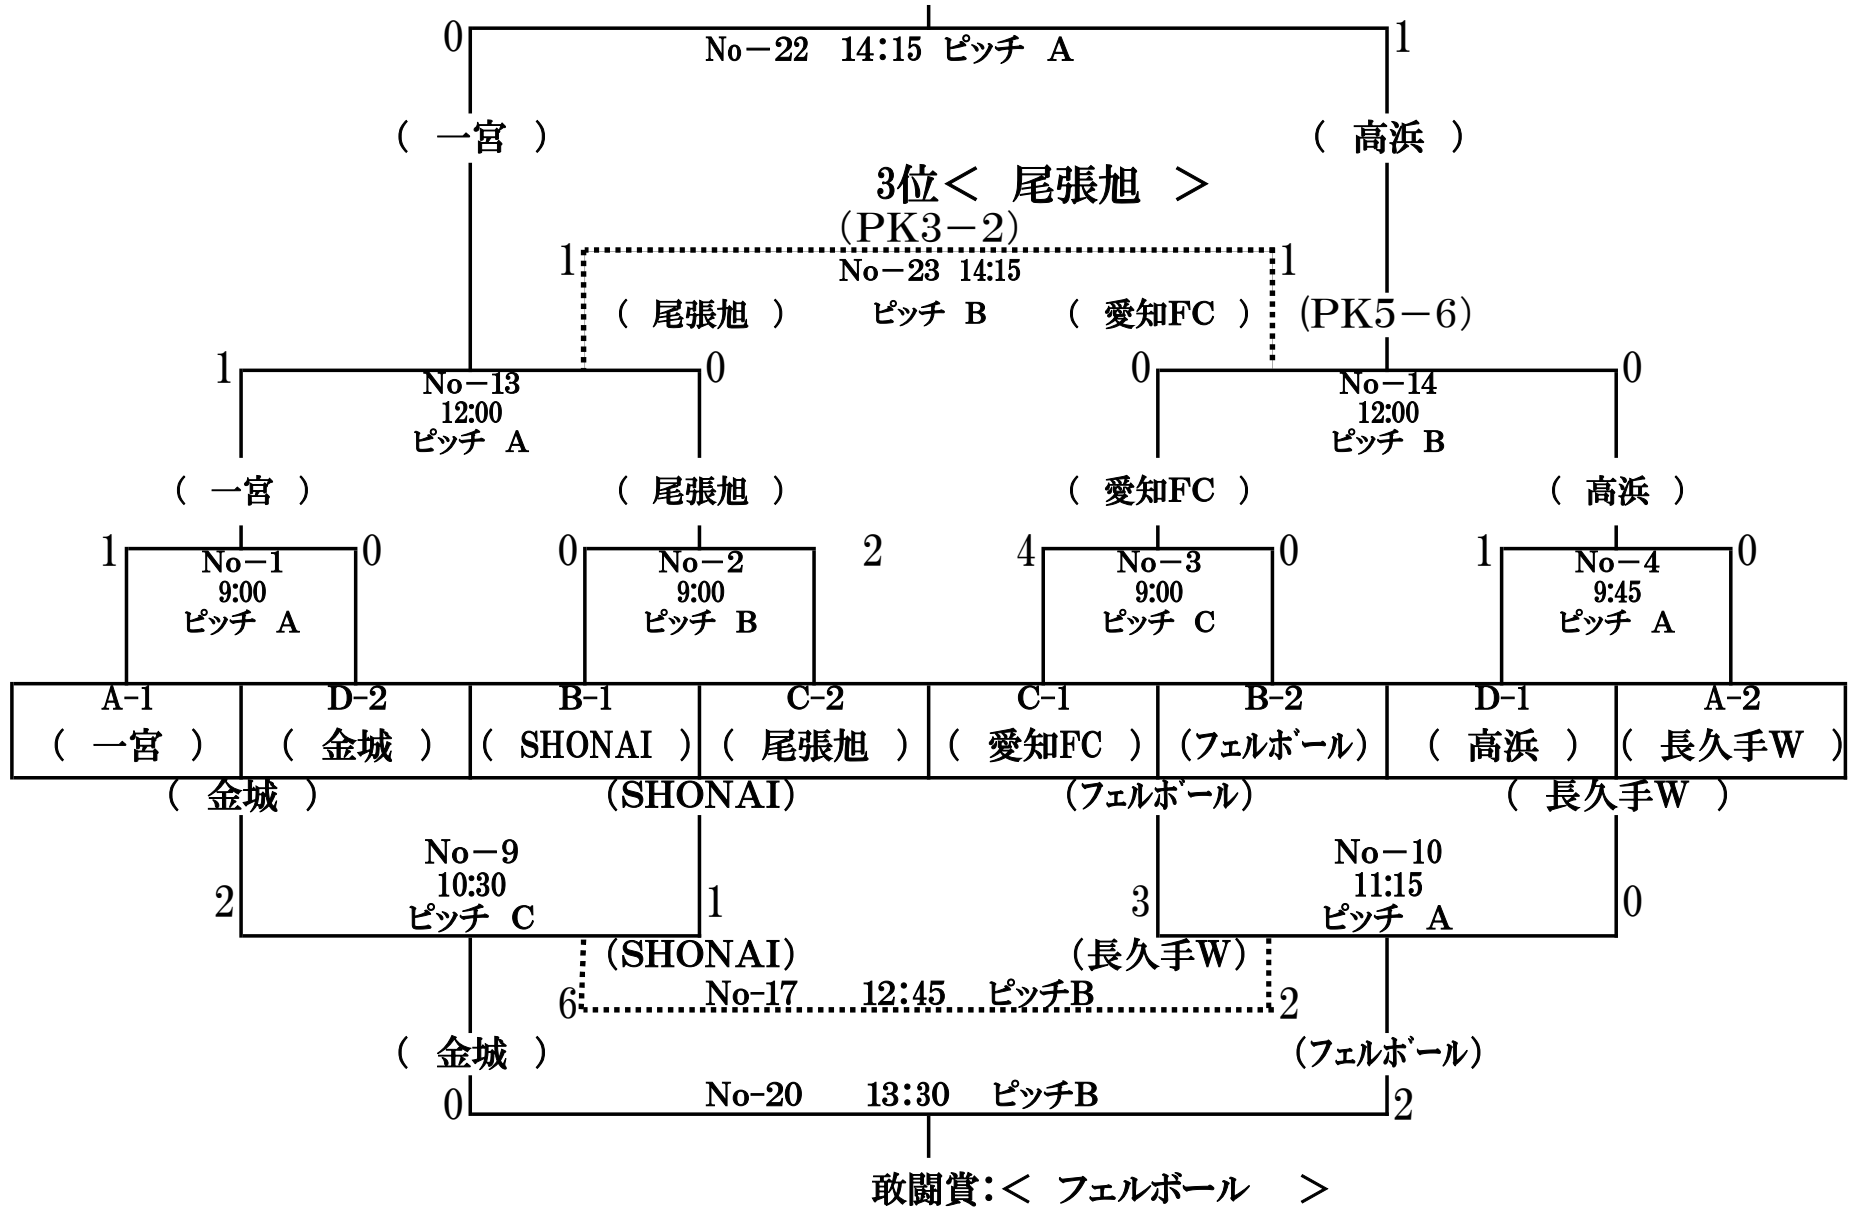 0 1
No－22 14：15 ピッチ A
（ 一宮 ） （ 高浜 ）
3位＜ 尾張旭 ＞
（PK3－2）
1 1
No－23 14:15
（ 尾張旭 ） ピッチ B （ 愛知FC ） （PK5－6）
1 0 0 0
No－13 No－14
12:00 12:00
ピッチ A ピッチ B
（ 一宮 ） （ 尾張旭 ） （ 愛知FC ） （ 高浜 ）
1 0 0 2 4 0 1 0
No－1 No－2 No－3 No－4
9:00 9:00 9:00 9:45
ピッチ A ピッチ B ピッチ C ピッチ A
A-1 D-2 B-1 C-2 C-1 B-2 D-1 A-2
（ 一宮 ） （ 金城 ） （ SHONAI ） （ 尾張旭 ） （ 愛知FC ） （フェルボール） （ 高浜 ） （ 長久手W ）
（ 金城 ） （SHONAI） （フェルボール） （ 長久手W ）
No－9 No－10
10:30 11:15
2 1 3 0
ピッチ C ピッチ A
（SHONAI） （長久手W）
6 No-17 12：45 ピッチB 2
（ 金城 ） （フェルボール）
0 No-20 13：30 ピッチB 2
敢闘賞：＜ フェルボール ＞